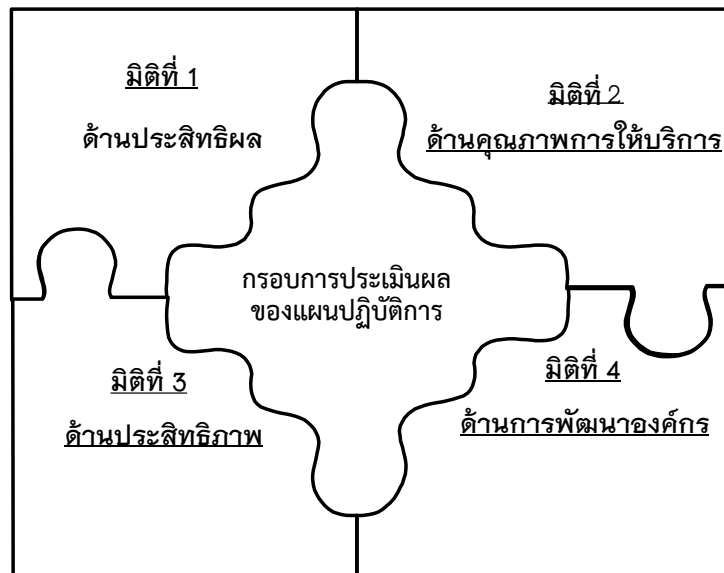 มิติที่ 1
ด้านประสิทธิผล
มิติที่ 2
ด้านคุณภาพการให้บริการ
กรอบการประเมินผล
ของแผนปฏิบัติการ
มิติที่ 3
ด้านประสิทธิภาพ
มิติที่ 4
ด้านการพัฒนาองค์กร